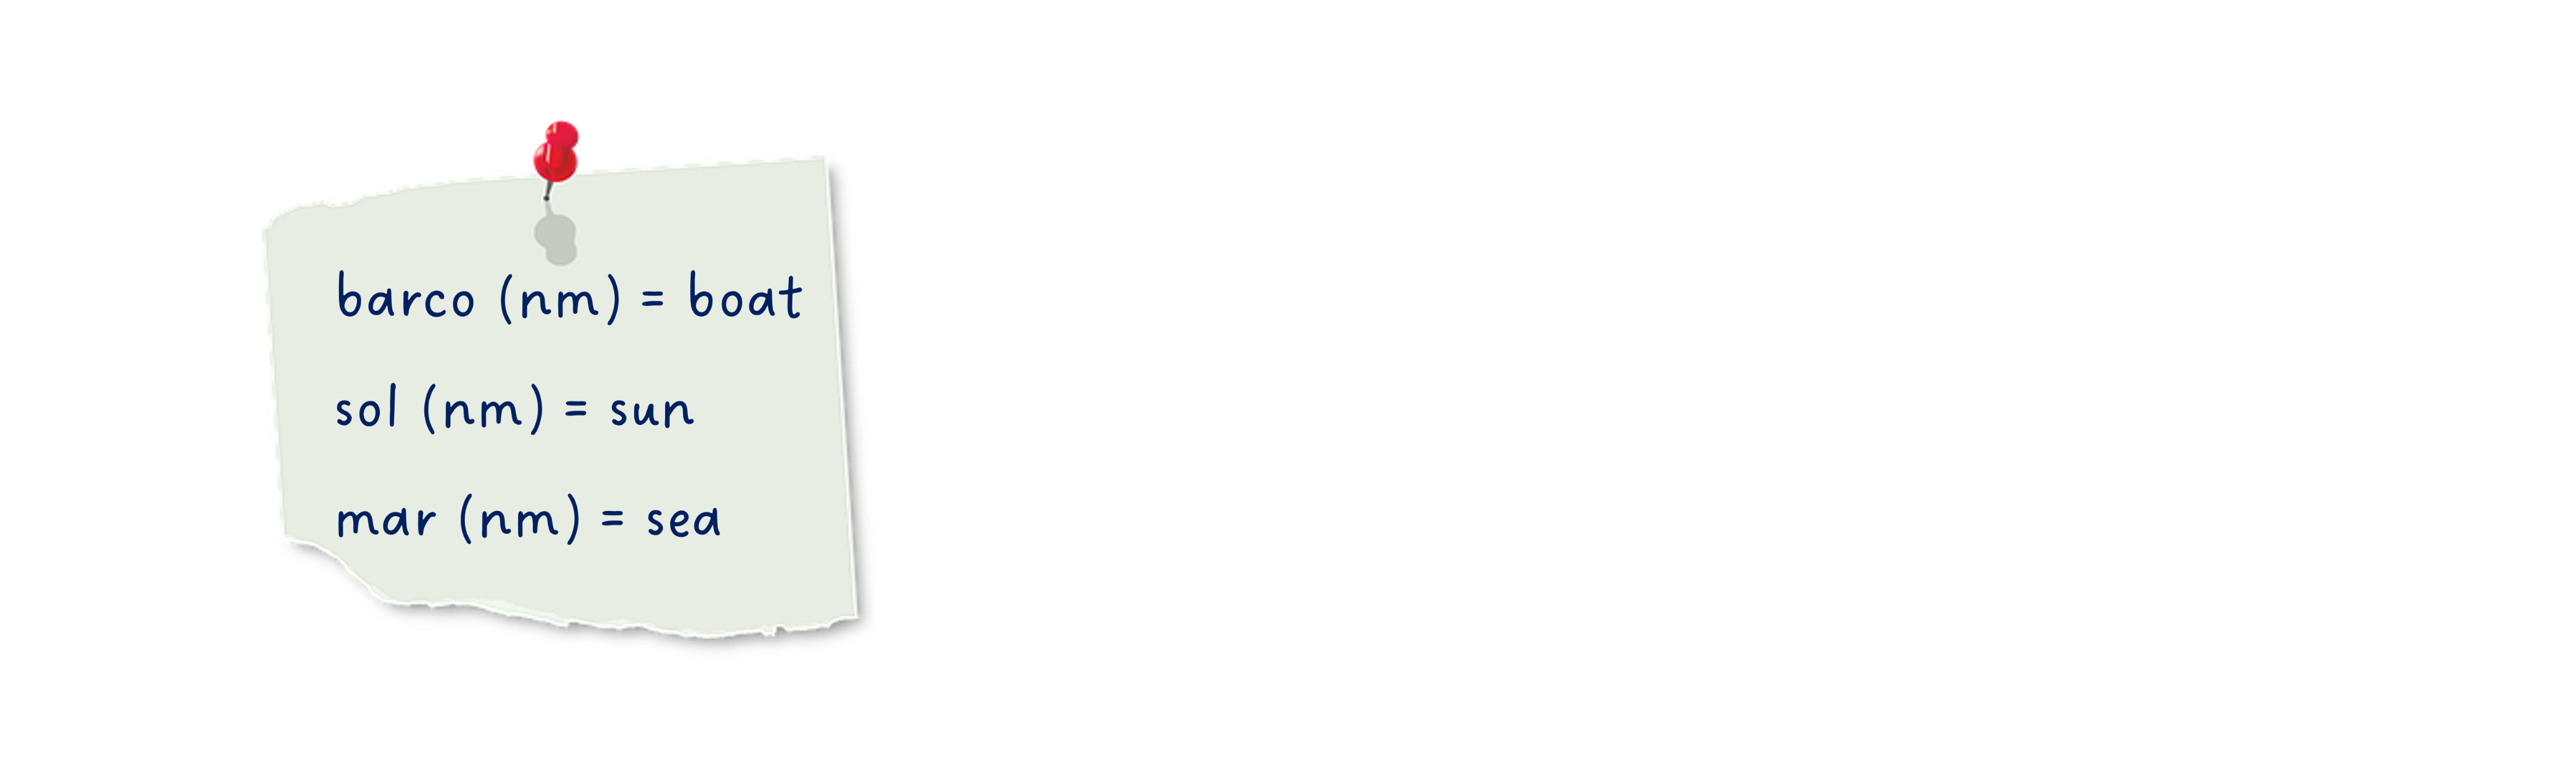 barco (nm) = boat
sol (nm) = sun
mar (nm) = sea